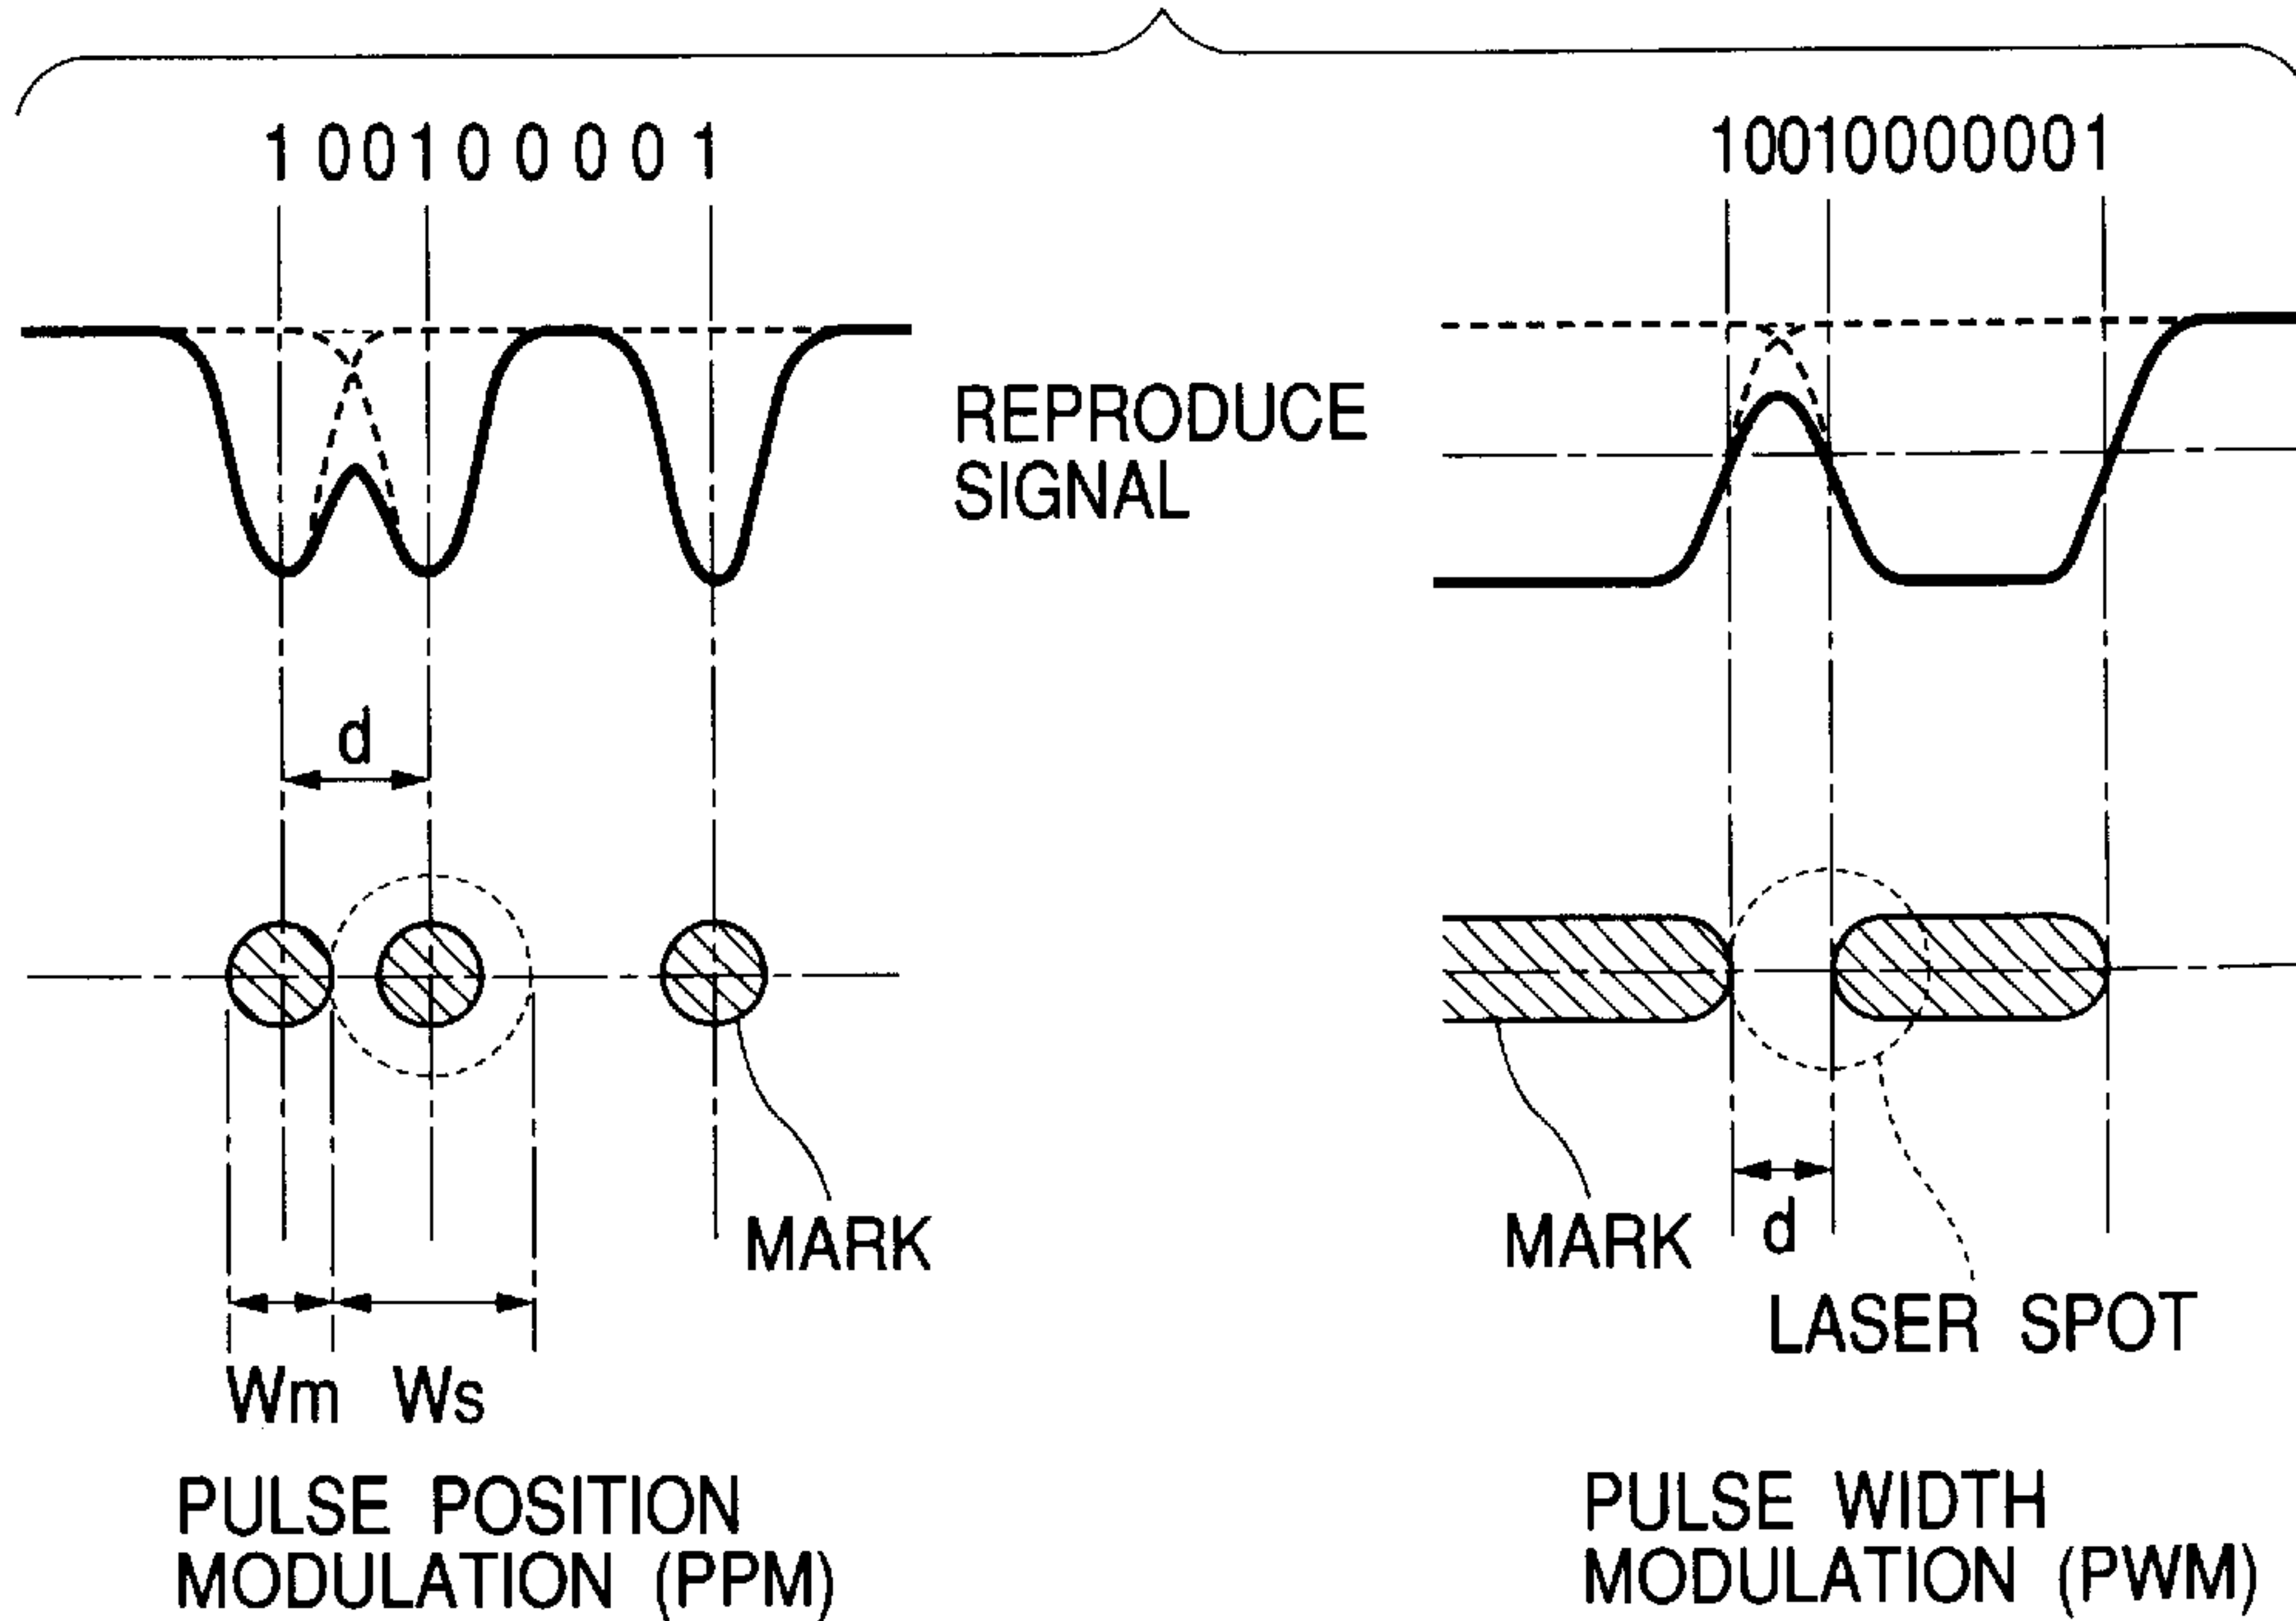 1 0 0 1 0 0 0 0 1
10010000001
REPRODUCE
SIGNAL
d
MARK
MARK
d
LASER SPOT
Wm
Ws
PULSE POSITION
MODULATION (PPM)
PULSE WIDTH
MODULATION (PWM)